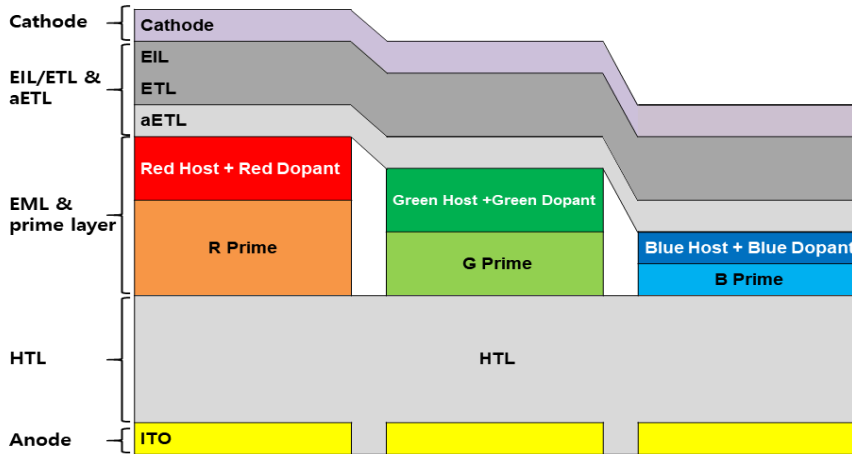 Cathode
Cathode
EIL/ETL &
aETL
EIL
ETL
aETL
EML &
prime layer
Red Host + Red Dopant
R Prime
Green Host +Green Dopant
G Prime
Blue Host + Blue Dopant
B Prime
HTL
HTL
Anode
ITO